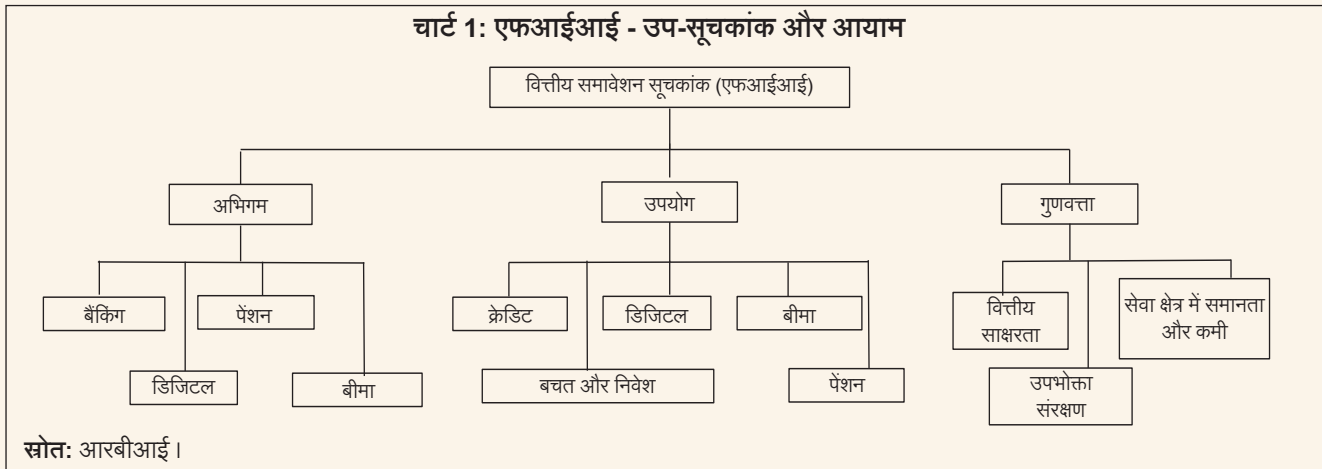 चार्ट 1: एफआईआई - उप-सूचकांक और आयाम
वित्तीय समावेशन सूचकांक (एफआईआई)
अभिगम
उपयोग
गुणवत्ता
बैंकिंग
पेंशन
डिजिटल
बीमा
क्रेडिट
डिजिटल
बीमा
बचत और निवेश
पेंशन
वित्तीय
साक्षरता
सेवा क्षेत्र में समानता
और कमी
उपभोक्ता
संरक्षण
स्रोत: आरबीआई।